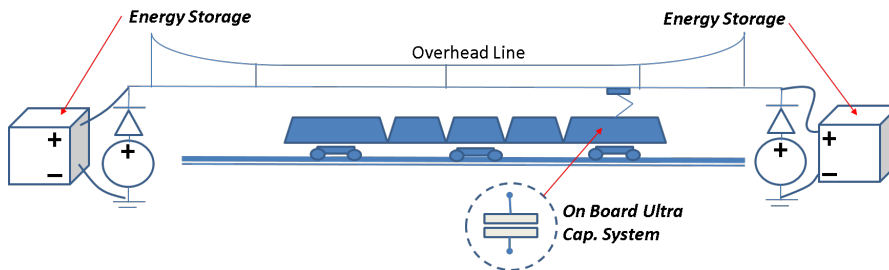 Energy Storage
Energy Storage
Overhead Line
+
+
+
+
−
−
On Board Ultra
Cap. System